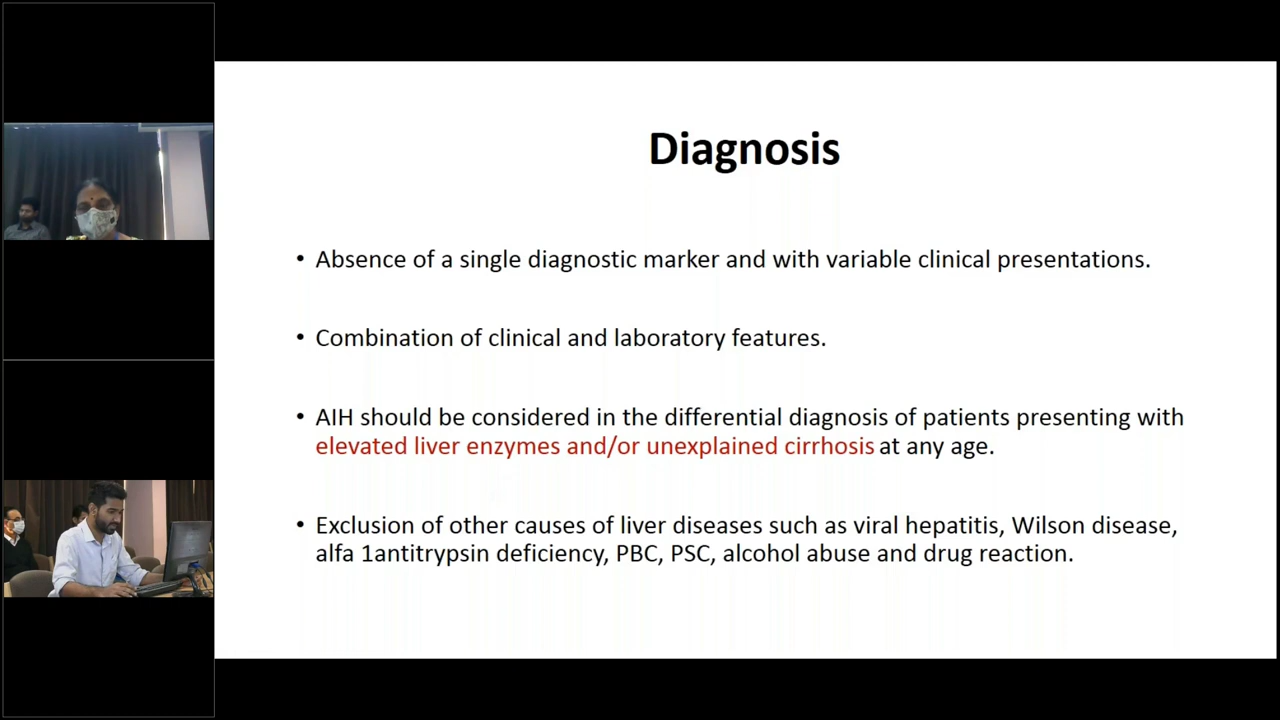 Diagnosis
• Absence of a single diagnostic marker and with variable clinical presentations.
• Combination of clinical and laboratory features.
• AIH should be considered in the differential diagnosis of patients presenting with
elevated liver enzymes and/or unexplained cirrhosis at any age.
• Exclusion of other causes of liver diseases such as viral hepatitis, Wilson disease,
alfa 1antitrypsin deficiency, PBC, PSC, alcohol abuse and drug reaction.